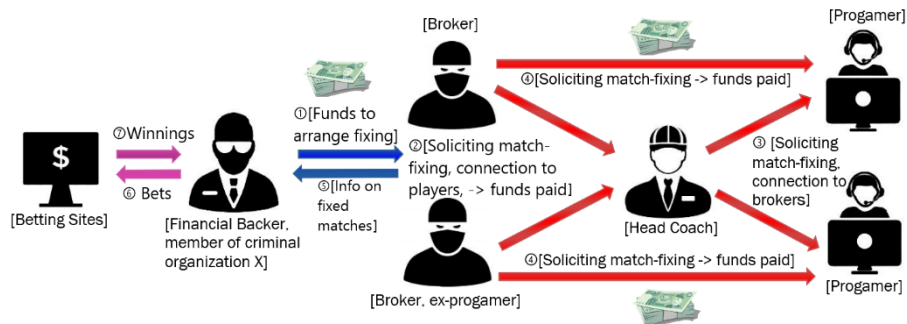 [Broker]
[Progamer]
④[Soliciting match-fixing -> funds paid]
①[Funds to
arrange fixing]
⑦Winnings
$
⑥ Bets
②[Soliciting match-
fixing, connection to
players, -> funds paid]
③ [Soliciting
match-fixing,
connection to
brokers]
⑤[Info on
fixed
matches]
[Betting Sites]
[Financial Backer,
member of criminal
organization X]
[Head Coach]
④[Soliciting match-fixing -> funds paid]
[Broker, ex-progamer]
[Progamer]